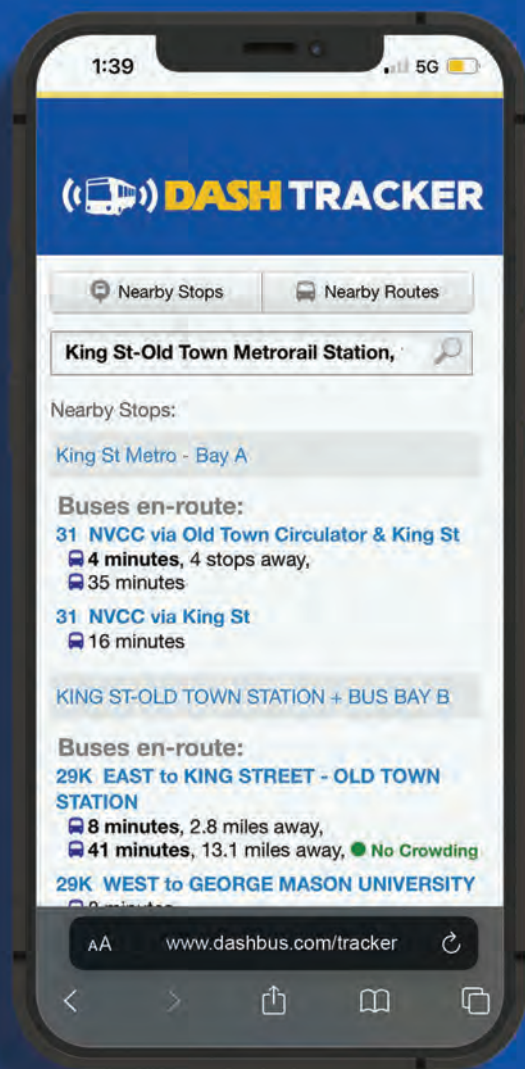 1:39
5G
DASH TRACKER
Nearby Stops
Nearby Routes
King St-Old Town Metrorail Station,
Nearby Stops:
King St Metro - Bay A
Buses en-route:
31 NVCC via Old Town Circulator & King St
4 minutes, 4 stops away,
35 minutes
31 NVCC via King St
16 minutes
KING ST-OLD TOWN STATION + BUS BAY B
Buses en-route:
29K EAST to KING STREET - OLD TOWN
STATION
8 minutes, 2.8 miles away,
41 minutes, 13.1 miles away, No Crowding
29K WEST to GEORGE MASON UNIVERSITY
AA www.dashbus.com/tracker